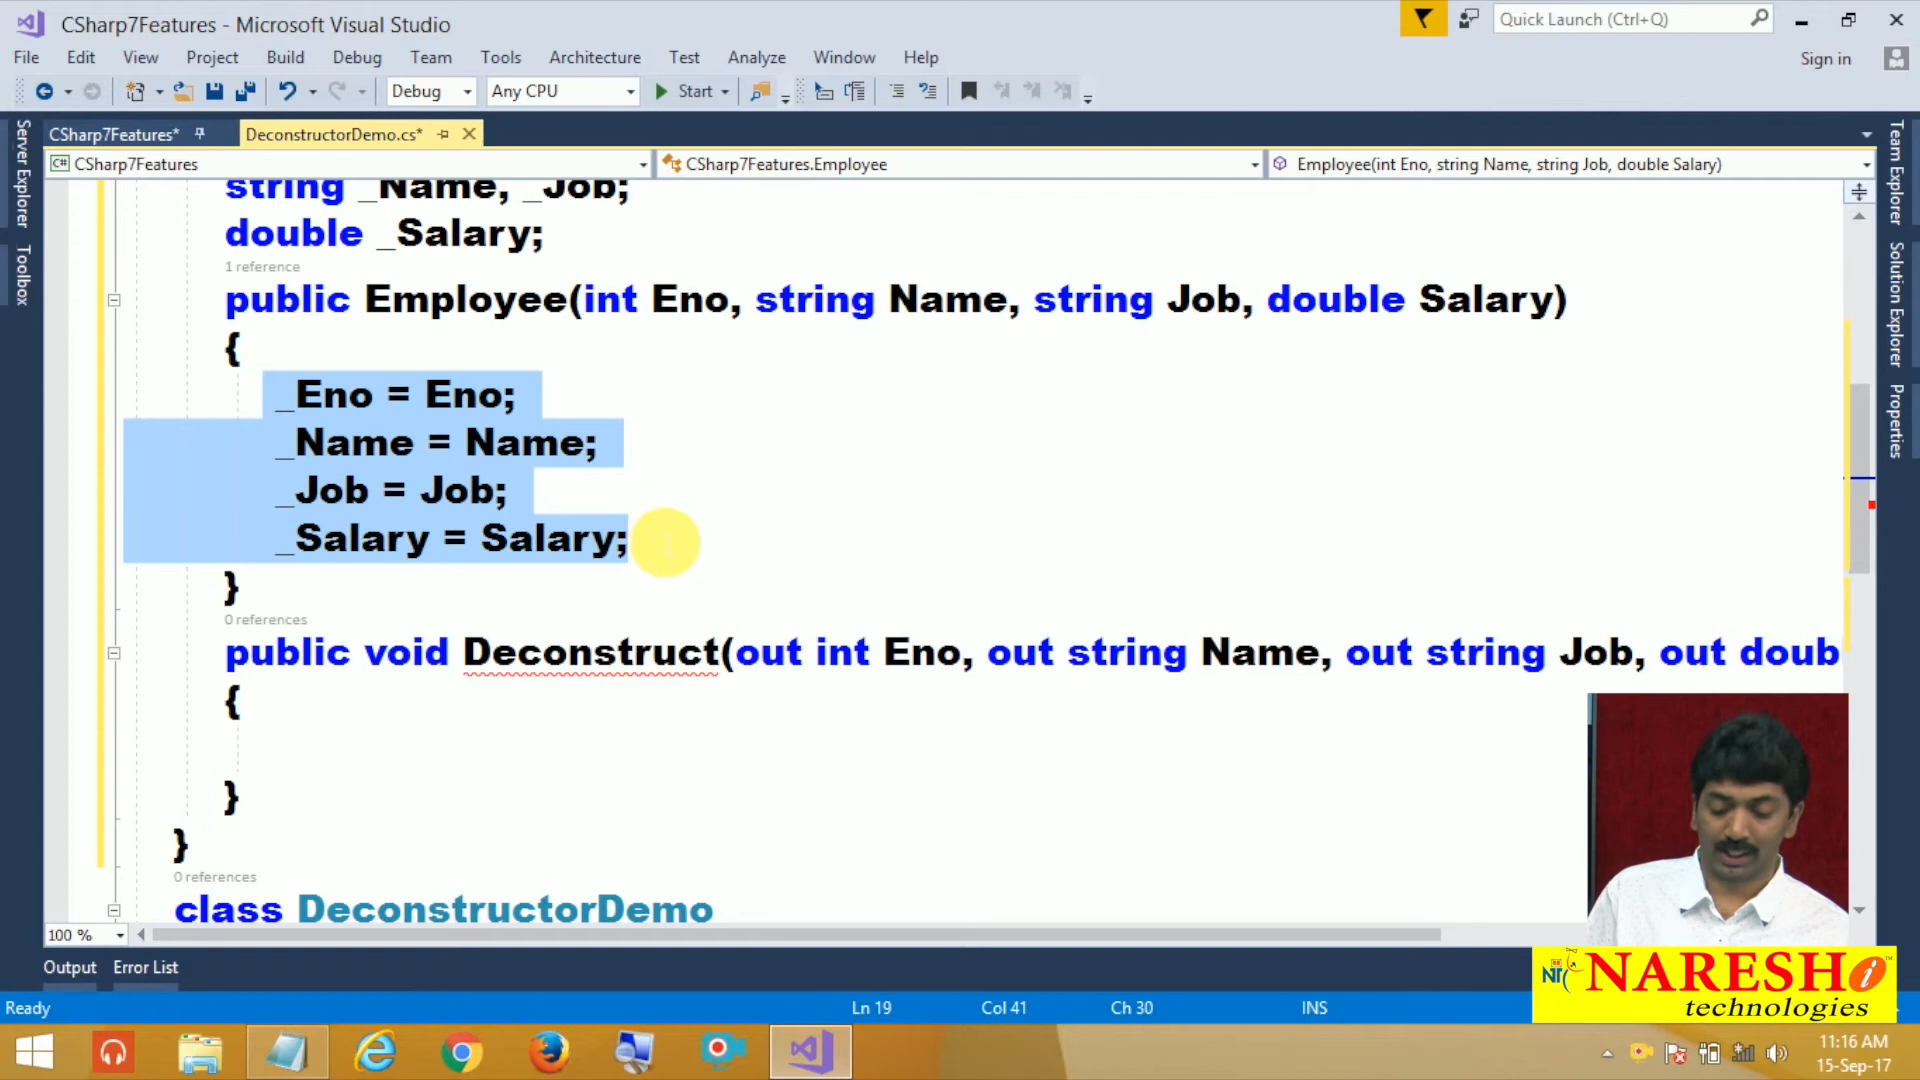 CSharp7Features - Microsoft Visual Studio
Quick Launch (Ctrl+Q)
File Edit View Project Build Debug Team Tools Architecture Test Analyze Window Help
Sign in
Debug Any CPU Start
Server Explorer
Toolbox
CSharp7Features*
DeconstructorDemo.cs*
Team Explorer
Solution Explorer
Properties
C# CSharp7Features
CSharp7Features.Employee
Employee(int Eno, string Name, string Job, double Salary)
string _Name, _Job;
double _Salary;
1 reference
public Employee(int Eno, string Name, string Job, double Salary)
{
_Eno = Eno;
_Name = Name;
_Job = Job;
_Salary = Salary;
}
0 references
public void Deconstruct(out int Eno, out string Name, out string Job, out doub
{
}
}
0 references
class DeconstructorDemo
100 %
Output Error List
Ready
Ln 19
Col 41
Ch 30
INS
NARESH i
technologies
11:16 AM
15-Sep-17